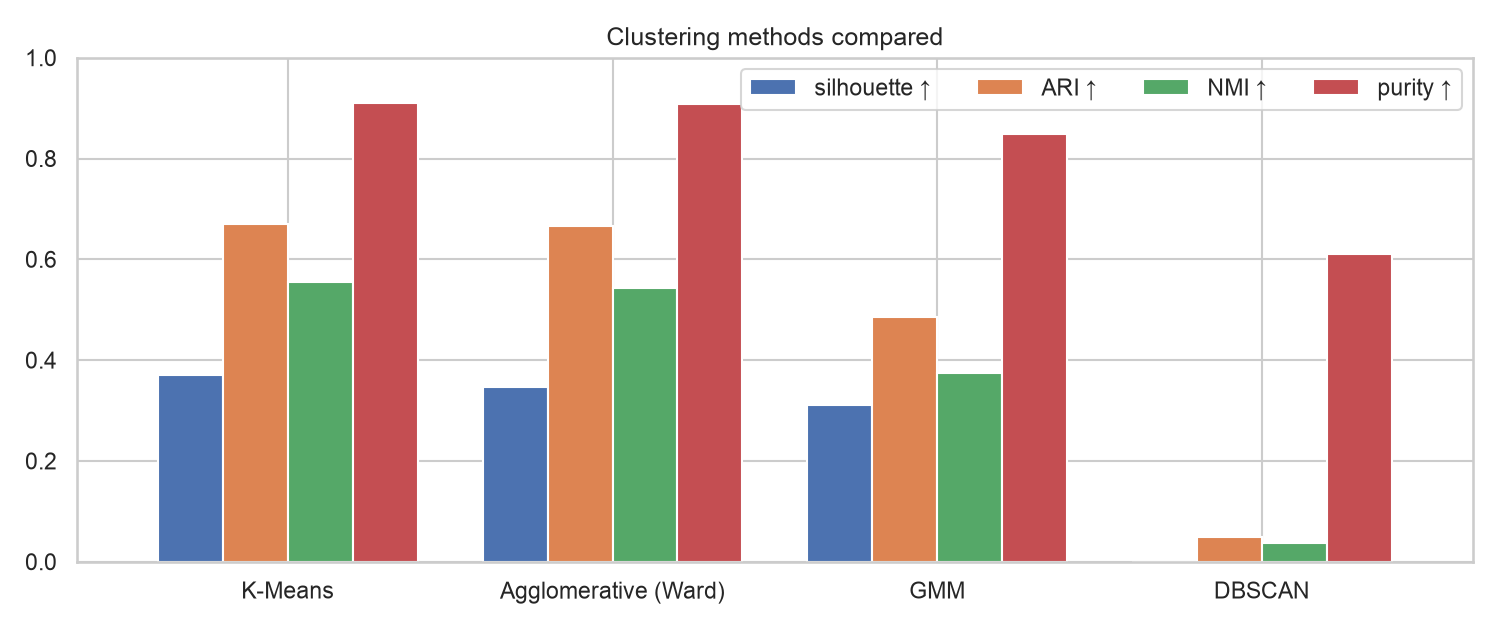 Clustering methods compared
silhouette ↑ ARI ↑ NMI ↑ purity ↑
1.0
0.8
0.6
0.4
0.2
0.0
K-Means Agglomerative (Ward) GMM DBSCAN